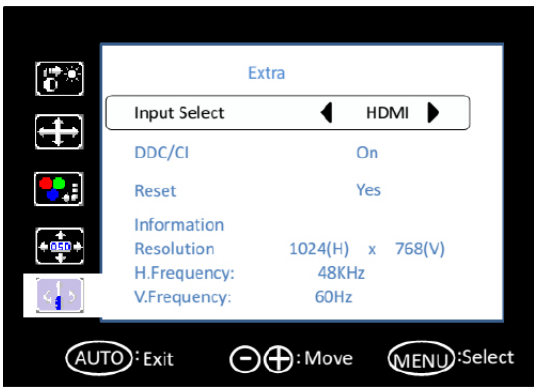 Extra
Input Select HDMI
DDC/CI On
Reset Yes
Information
Resolution 1024(H) x 768(V)
H.Frequency: 48KHz
V.Frequency: 60Hz
OSD
AUTO: Exit -+: Move MENU:Select